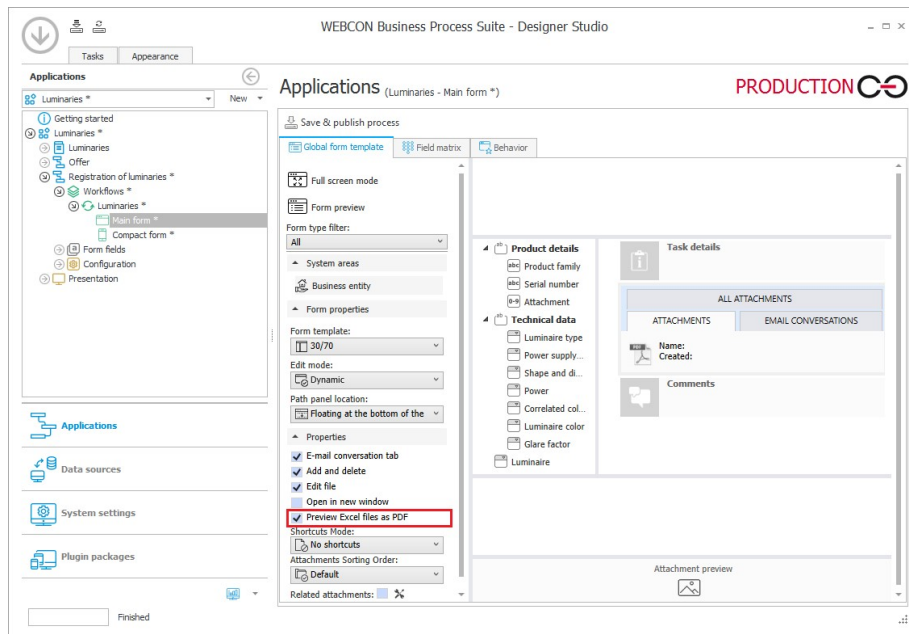 WEBCON Business Process Suite - Designer Studio
Tasks
Appearance
Applications
Luminaries *
New
Getting started
Luminaries *
Luminaries
Offer
Registration of luminaries *
Workflows *
Luminaries *
Main form *
Compact form *
Form fields
Configuration
Presentation
Applications
Data sources
System settings
Plugin packages
Finished
Applications (Luminaries - Main form *)
PRODUCTION
Save & publish process
Global form template
Field matrix
Behavior
Full screen mode
Form preview
Form type filter:
All
System areas
Business entity
Form properties
Form template:
30/70
Edit mode:
Dynamic
Path panel location:
Floating at the bottom of the
Properties
E-mail conversation tab
Add and delete
Edit file
Open in new window
Preview Excel files as PDF
Shortcuts Mode:
No shortcuts
Attachments Sorting Order:
Default
Related attachments:
ab Product details
abc Product family
abc Serial number
0-9 Attachment
ab Technical data
Luminaire type
Power supply...
Shape and di...
Power
Correlated col...
Luminaire color
Glare factor
Luminaire
Task details
ALL ATTACHMENTS
ATTACHMENTS
EMAIL CONVERSATIONS
PDF
Name:
Created:
Comments
Attachment preview